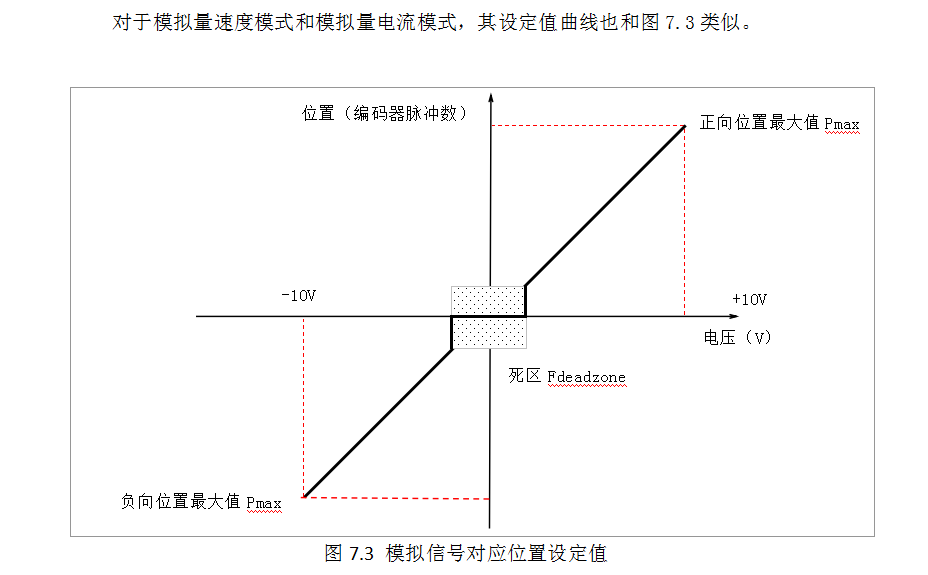 对于模拟量速度模式和模拟量电流模式，其设定值曲线也和图 7.3 类似。
位置（编码器脉冲数）
正向位置最大值 Pmax
-10V
+10V
电压（V）
死区 Fdeadzone
负向位置最大值 Pmax
图 7.3 模拟信号对应位置设定值